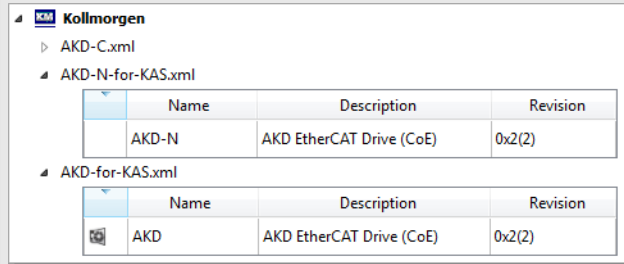 KM Kollmorgen
AKD-C.xml
AKD-N-for-KAS.xml
Name Description Revision
AKD-N AKD EtherCAT Drive (CoE) 0x2(2)
AKD-for-KAS.xml
Name Description Revision
AKD AKD EtherCAT Drive (CoE) 0x2(2)